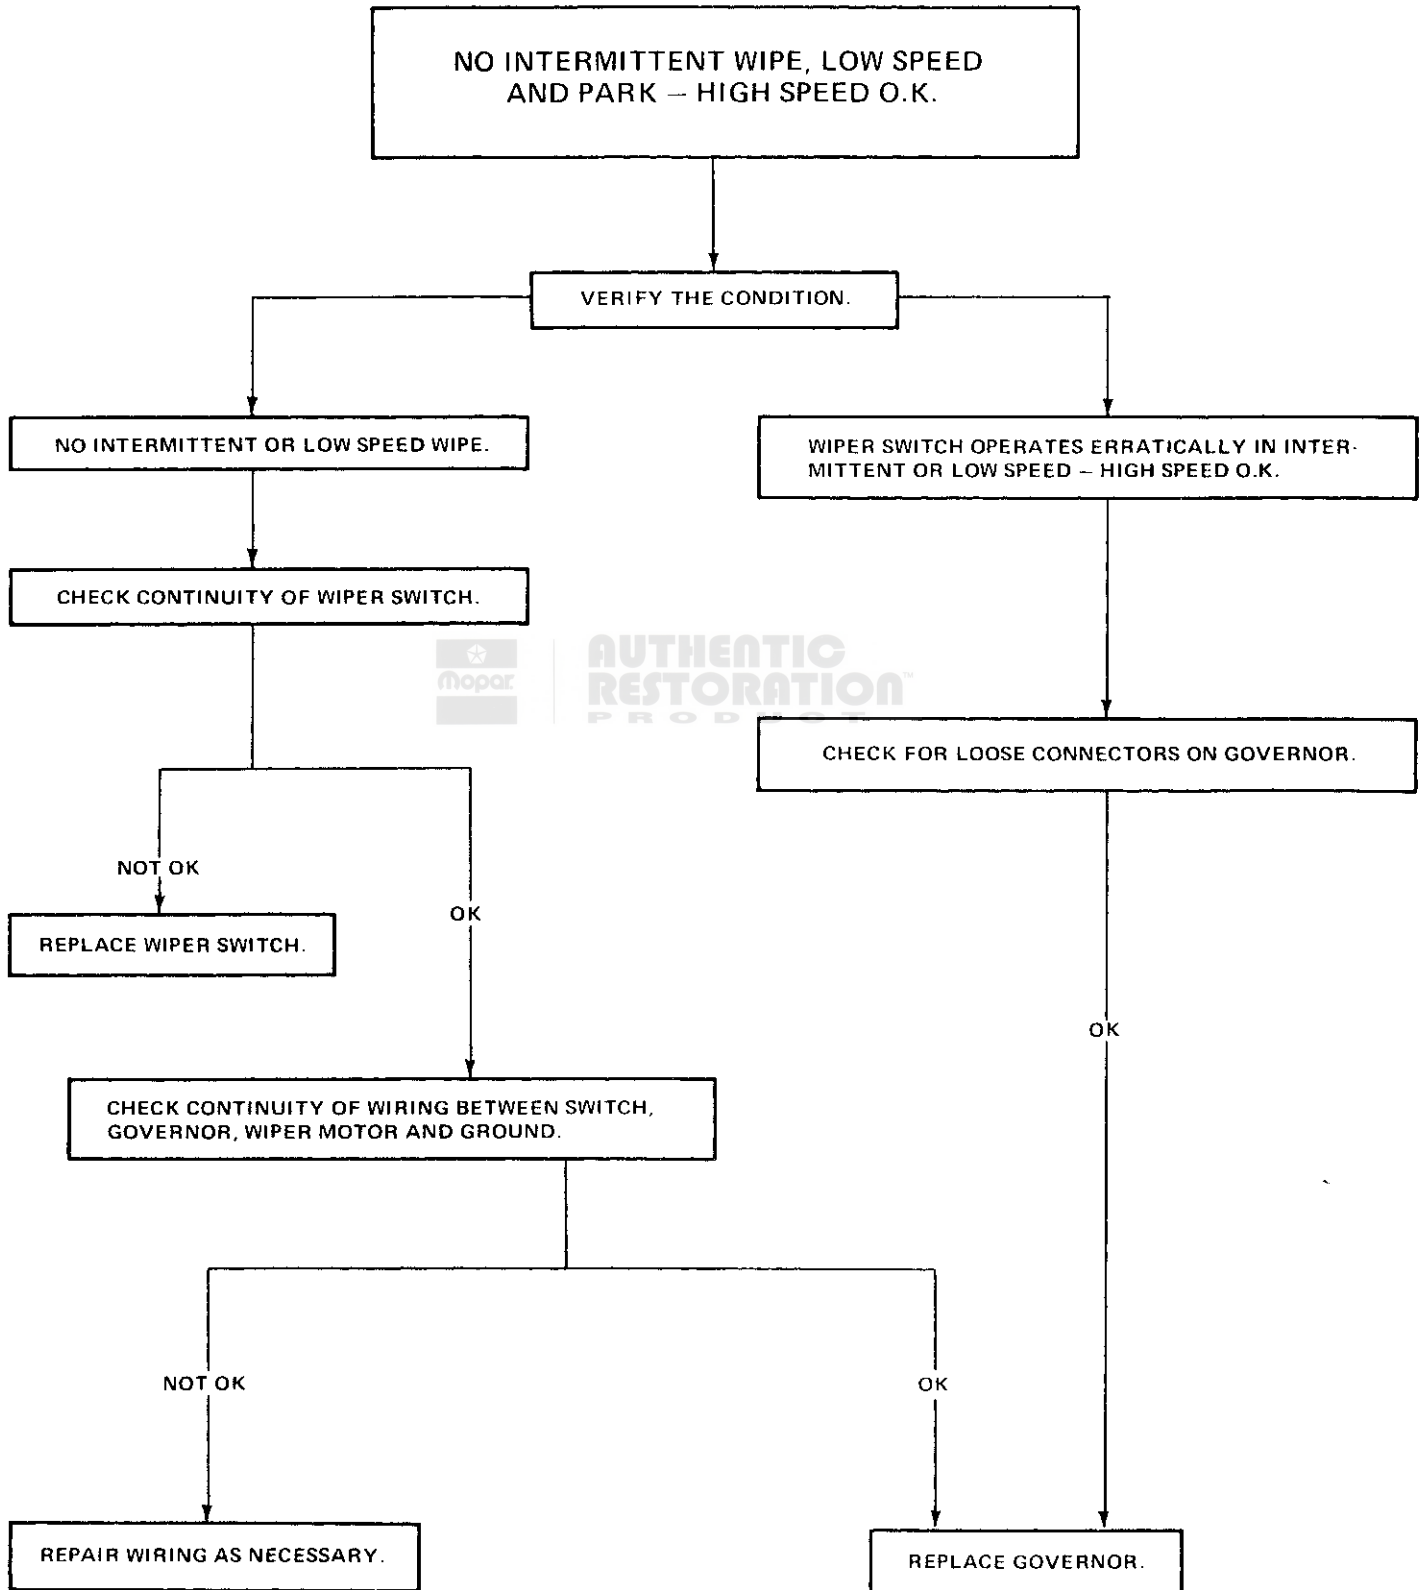 NO INTERMITTENT WIPE, LOW SPEED
AND PARK – HIGH SPEED O.K.
VERIFY THE CONDITION.
NO INTERMITTENT OR LOW SPEED WIPE.
WIPER SWITCH OPERATES ERRATICALLY IN INTER-
MITTENT OR LOW SPEED – HIGH SPEED O.K.
CHECK CONTINUITY OF WIPER SWITCH.
Mopar.
AUTHENTIC
RESTORATION™
PRODUCT
CHECK FOR LOOSE CONNECTORS ON GOVERNOR.
NOT OK
OK
REPLACE WIPER SWITCH.
OK
CHECK CONTINUITY OF WIRING BETWEEN SWITCH,
GOVERNOR, WIPER MOTOR AND GROUND.
NOT OK
OK
REPAIR WIRING AS NECESSARY.
REPLACE GOVERNOR.